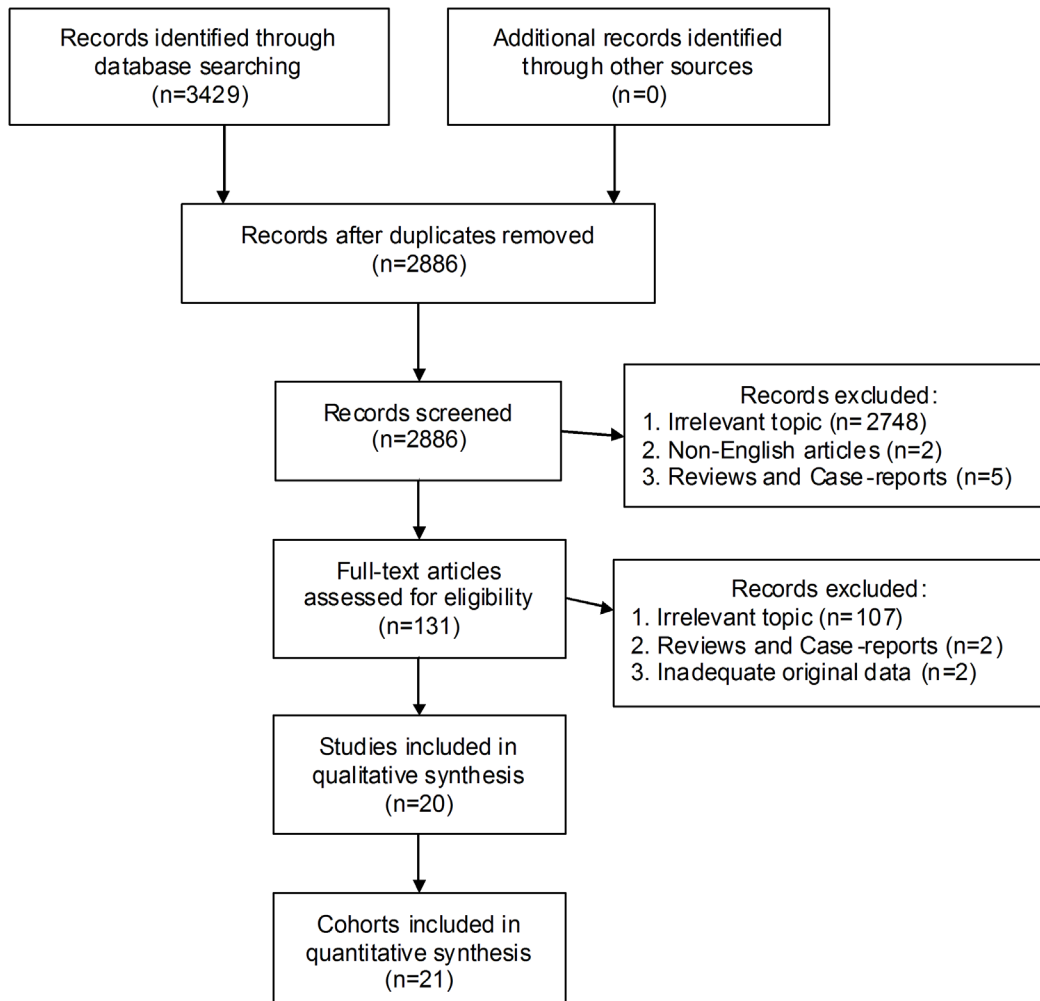 Records identified through
database searching
(n=3429)
Additional records identified
through other sources
(n=0)
Records after duplicates removed
(n=2886)
Records screened
(n=2886)
Records excluded:
1. Irrelevant topic (n=2748)
2. Non-English articles (n=2)
3. Reviews and Case-reports (n=5)
Full-text articles
assessed for eligibility
(n=131)
Records excluded:
1. Irrelevant topic (n=107)
2. Reviews and Case-reports (n=2)
3. Inadequate original data (n=2)
Studies included in
qualitative synthesis
(n=20)
Cohorts included in
quantitative synthesis
(n=21)